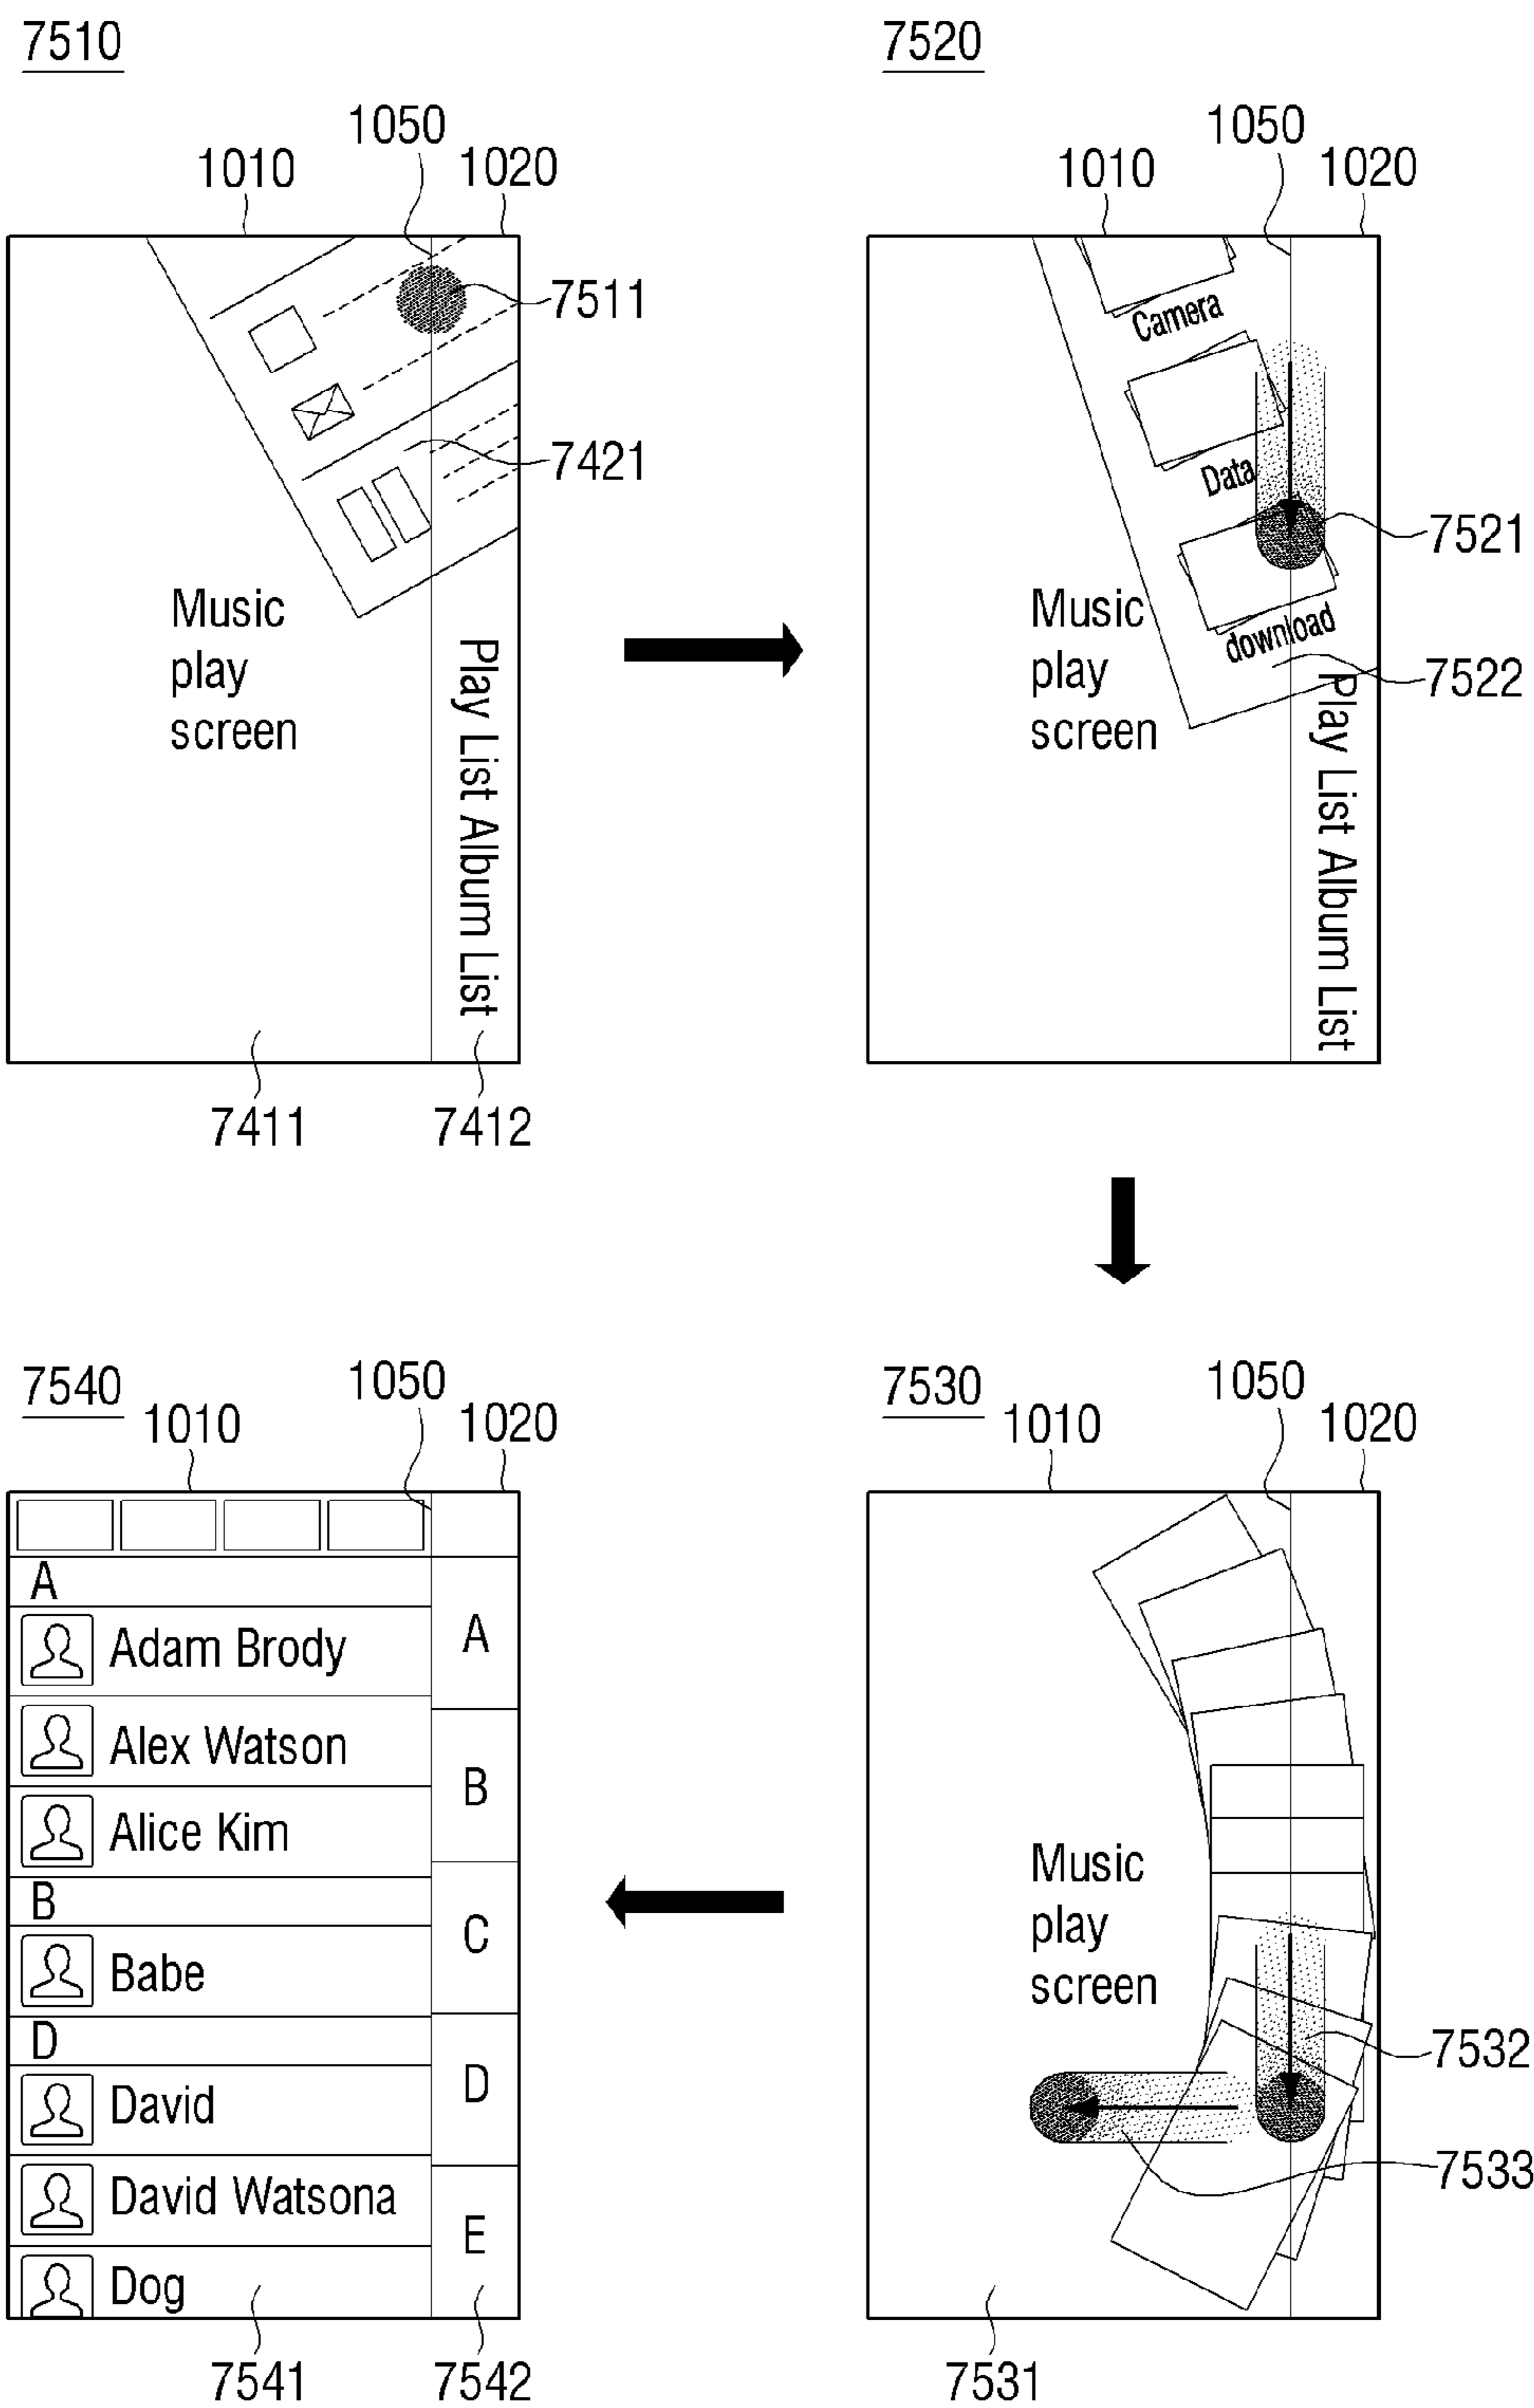 7510
1050
1010
1020
7511
7421
Music
play
screen
Play List Album List
7411
7412
7520
1050
1010
1020
Camera
Data
download
7521
7522
Music
play
screen
Play List Album List
7540
1050
1010
1020
A
Adam Brody
Alex Watson
Alice Kim
B
Babe
D
David
David Watsona
Dog
A
B
C
D
E
7541
7542
7530
1050
1010
1020
Music
play
screen
7532
7533
7531